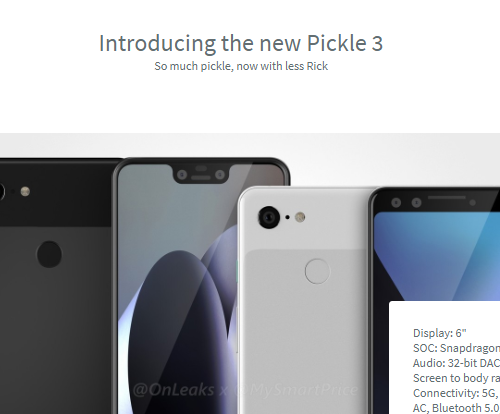 Introducing the new Pickle 3
So much pickle, now with less Rick
@OnLeaks x MySmartPrice
Display: 6"
SOC: Snapdragon
Audio: 32-bit DAC
Screen to body ra
Connectivity: 5G,
AC, Bluetooth 5.0